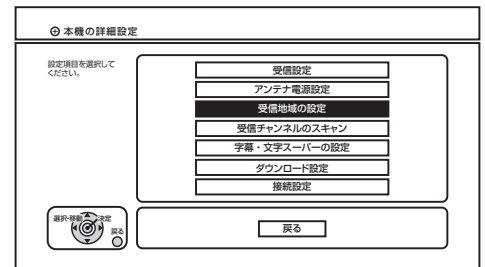 本機の詳細設定
設定項目を選択して
ください。
受信設定
アンテナ電源設定
受信地域の設定
受信チャンネルのスキャン
字幕・文字スーパーの設定
ダウンロード設定
接続設定
選択・移動 決定
戻る
戻る